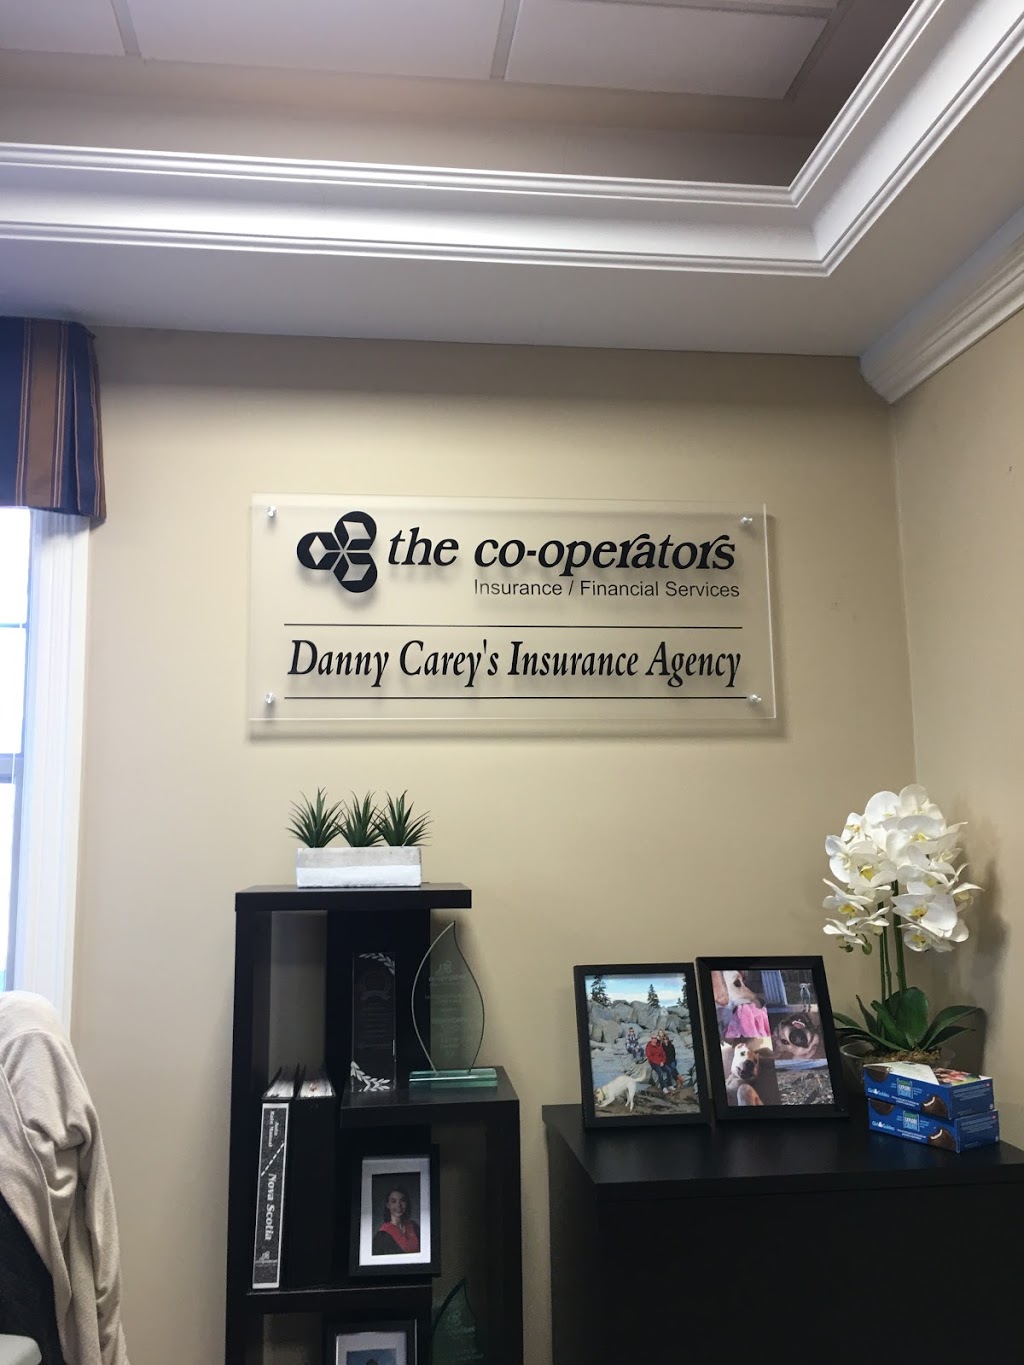 the co-operators
Insurance / Financial Services
Danny Carey's Insurance Agency
Nova Scotia